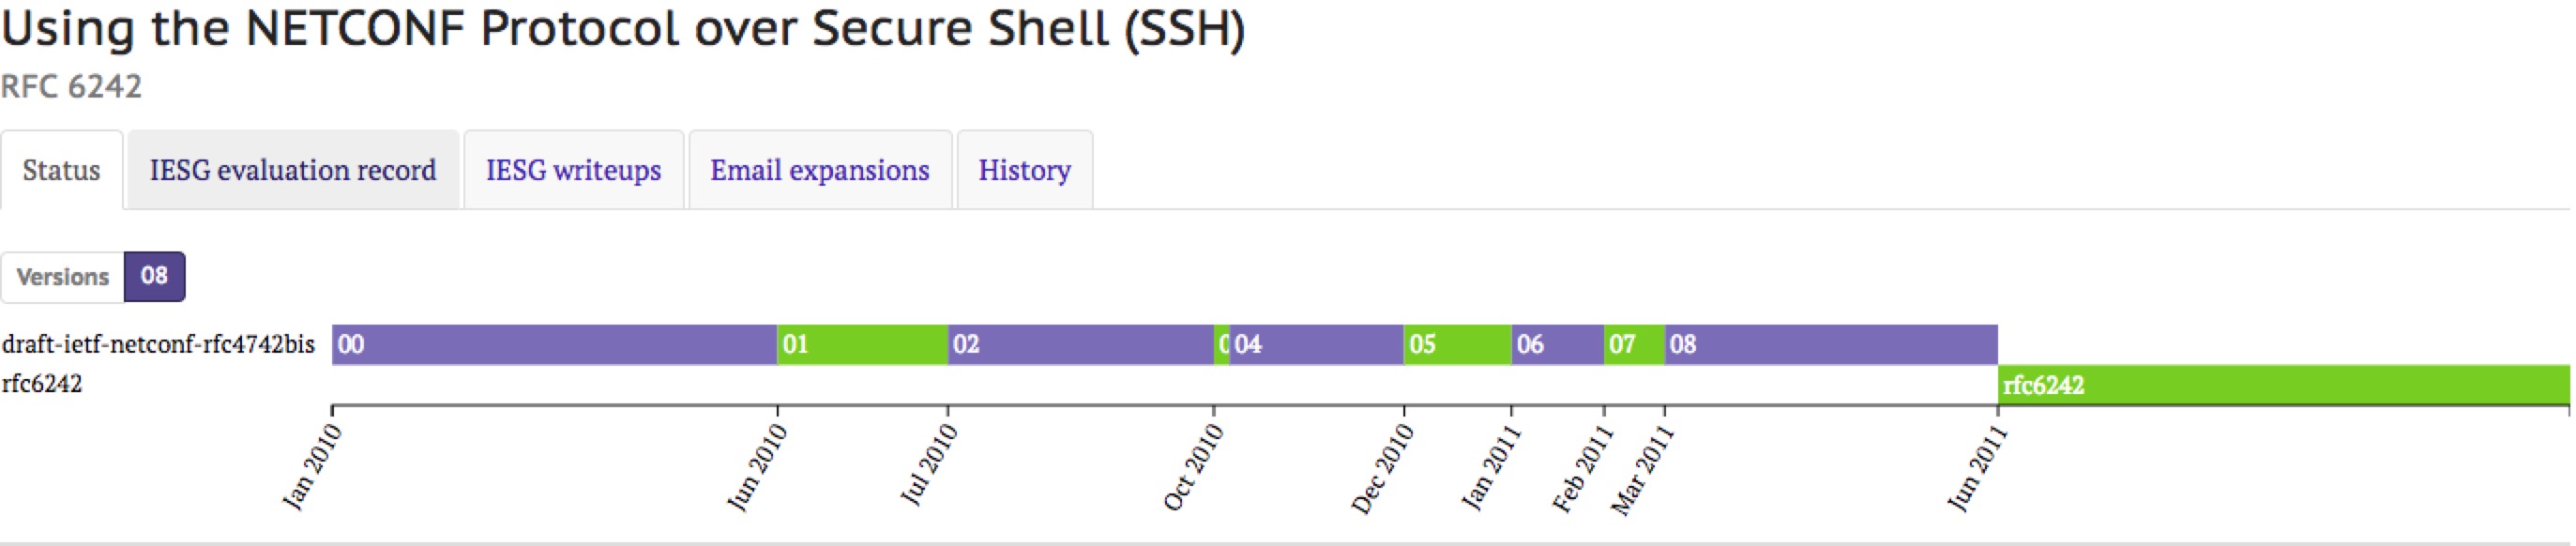 Using the NETCONF Protocol over Secure Shell (SSH)
RFC 6242
Status IESG evaluation record IESG writeups Email expansions History
Versions 08
draft-ietf-netconf-rfc4742bis 00 01 02 04 05 06 07 08
rfc6242 rfc6242
Jan 2010 Jun 2010 Jul 2010 Oct 2010 Dec 2010 Jan 2011 Feb 2011 Mar 2011 Jun 2011